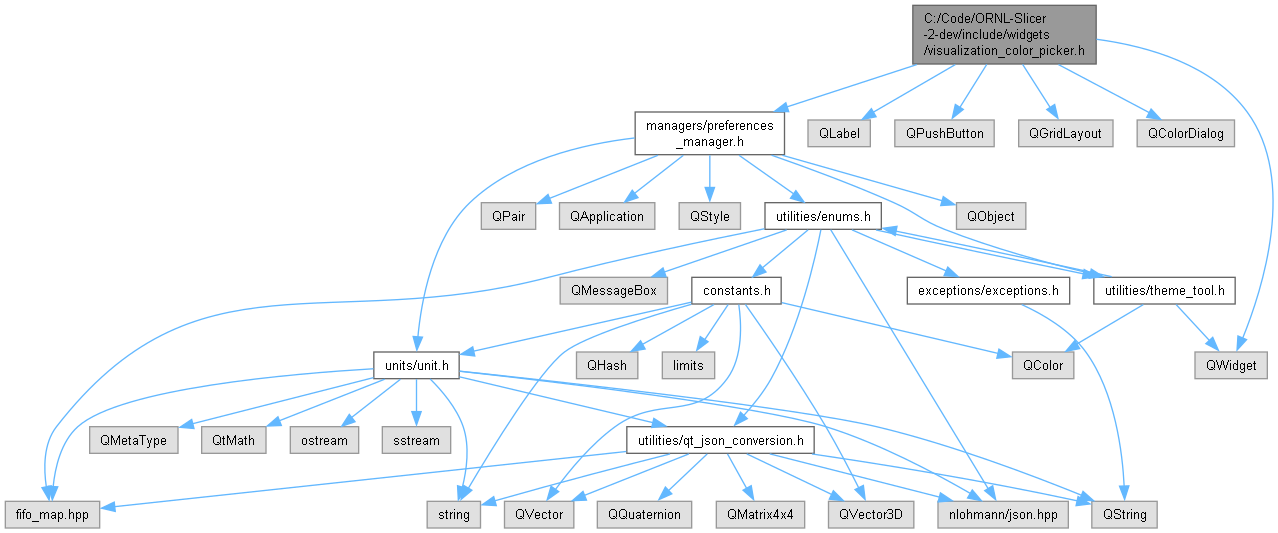 C:/Code/ORNL-Slicer
-2-dev/include/widgets
/visualization_color_picker.h
managers/preferences
_manager.h
QLabel
QPushButton
QGridLayout
QColorDialog
QPair
QApplication
QStyle
utilities/enums.h
QObject
QMessageBox
constants.h
exceptions/exceptions.h
utilities/theme_tool.h
units/unit.h
QHash
limits
QColor
QWidget
QMetaType
QtMath
ostream
sstream
utilities/qt_json_conversion.h
fifo_map.hpp
string
QVector
QQuaternion
QMatrix4x4
QVector3D
nlohmann/json.hpp
QString